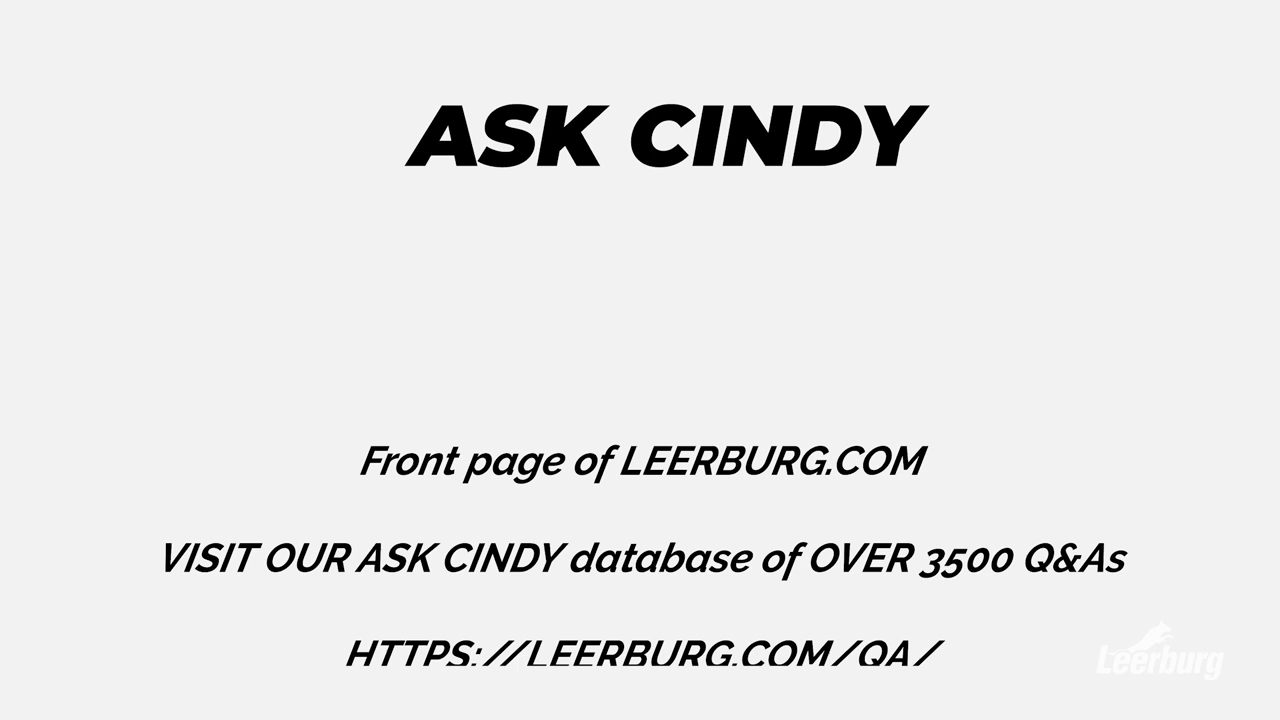 ASK CINDY
Front page of LEERBURG.COM
VISIT OUR ASK CINDY database of OVER 3500 Q&As
HTTPS://LEERBURG.COM/QA/
Leerburg